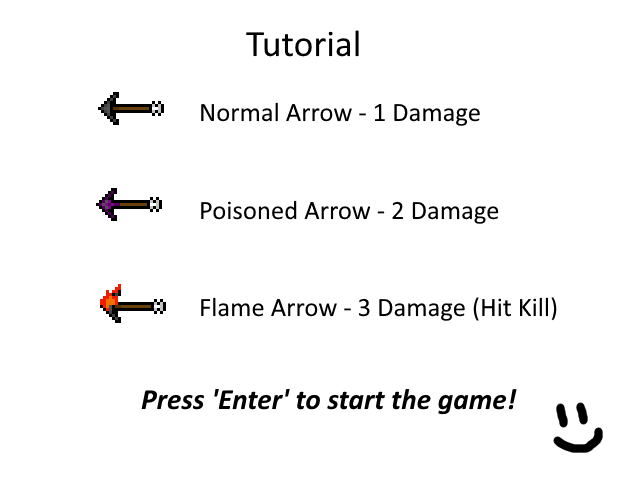 Tutorial
Normal Arrow - 1 Damage
Poisoned Arrow - 2 Damage
Flame Arrow - 3 Damage (Hit Kill)
Press 'Enter' to start the game!